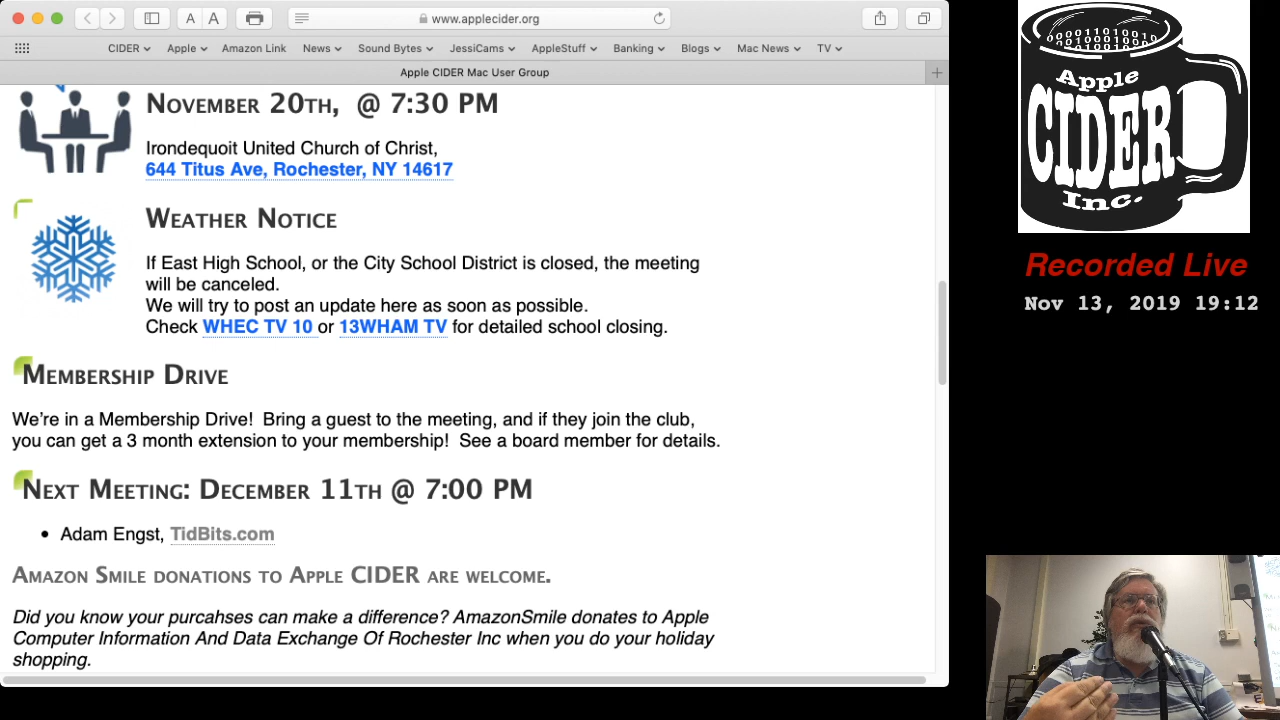 www.applecider.org
CIDER Apple Amazon Link News Sound Bytes JessiCams AppleStuff Banking Blogs Mac News TV
Apple CIDER Mac User Group
November 20th, @ 7:30 PM
Irondequoit United Church of Christ,
644 Titus Ave, Rochester, NY 14617
Weather Notice
If East High School, or the City School District is closed, the meeting
will be canceled.
We will try to post an update here as soon as possible.
Check WHEC TV 10 or 13WHAM TV for detailed school closing.
Membership Drive
We're in a Membership Drive! Bring a guest to the meeting, and if they join the club,
you can get a 3 month extension to your membership! See a board member for details.
Next Meeting: December 11th @ 7:00 PM
• Adam Engst, TidBits.com
Amazon Smile donations to Apple CIDER are welcome.
Did you know your purcahses can make a difference? AmazonSmile donates to Apple
Computer Information And Data Exchange Of Rochester Inc when you do your holiday
shopping.
Apple
CIDER
Inc.
Recorded Live
Nov 13, 2019 19:12